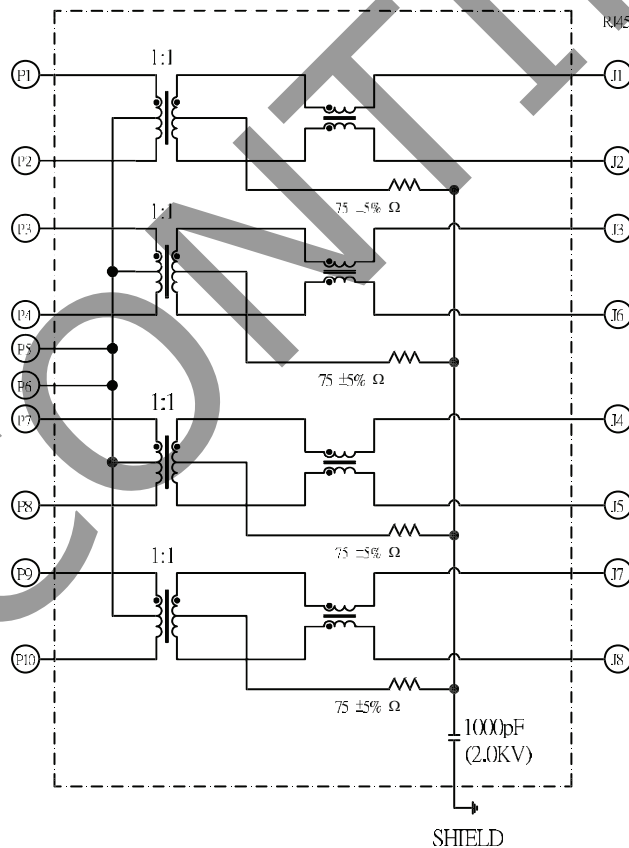 RJ45
1:1
P1
J1
P2
J2
75 ±5% Ω
1:1
P3
J3
P4
J6
P5
75 ±5% Ω
P6
1:1
P7
J4
P8
J5
75 ±5% Ω
1:1
P9
J7
P10
J8
75 ±5% Ω
1000pF
(2.0KV)
SHIELD